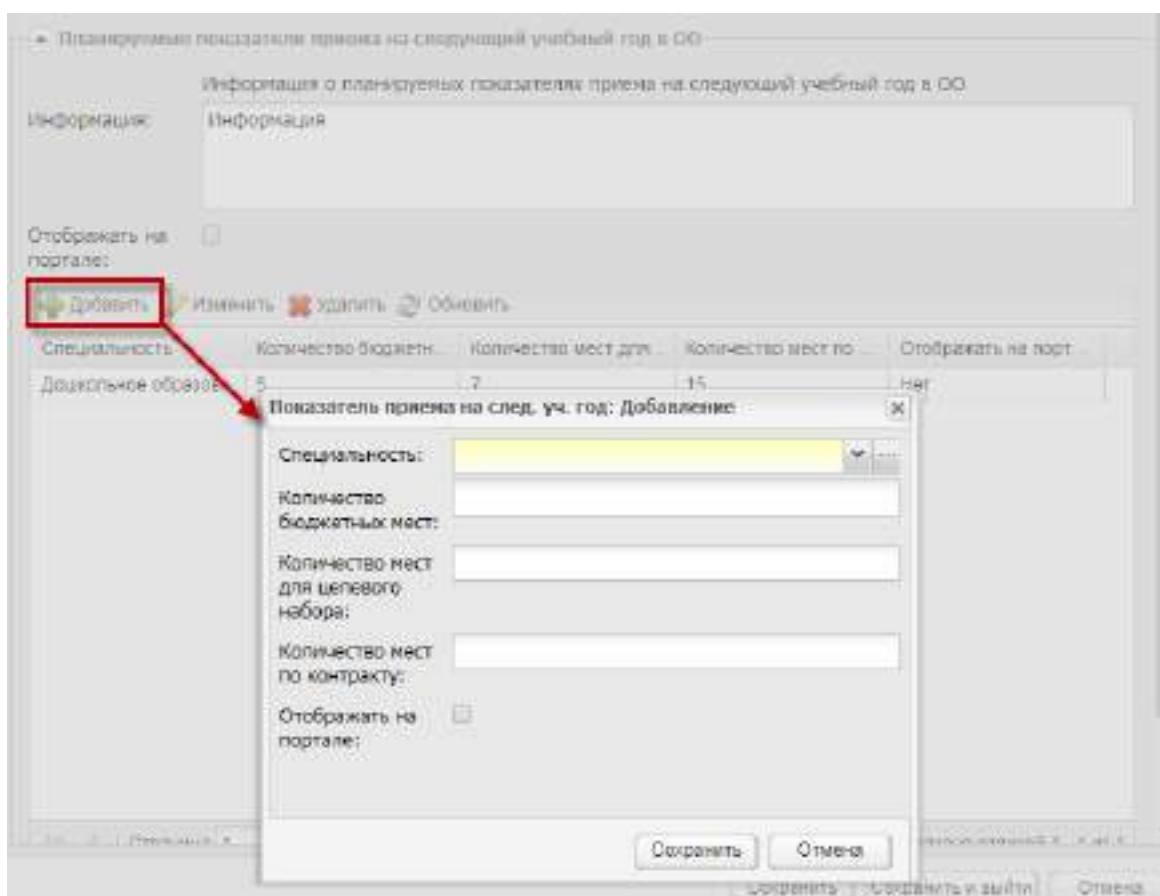 Планируемые показатели приема на следующий учебный год в ОО
Информация о планируемых показателях приема на следующий учебный год в ОО
Информация: Информация
Отображать на
портале:
Добавить Изменить Удалить Обновить
Специальность Количество бюджетн... Количество мест для ... Количество мест по ... Отображать на порт...
Дошкольное образов 5 7 15 Нет
Показатель приема на след. уч. год: Добавление
Специальность:
Количество
бюджетных мест:
Количество мест
для целевого
набора:
Количество мест
по контракту:
Отображать на
портале:
Сохранить Отмена
Сохранить Сохранить и выйти Отмена